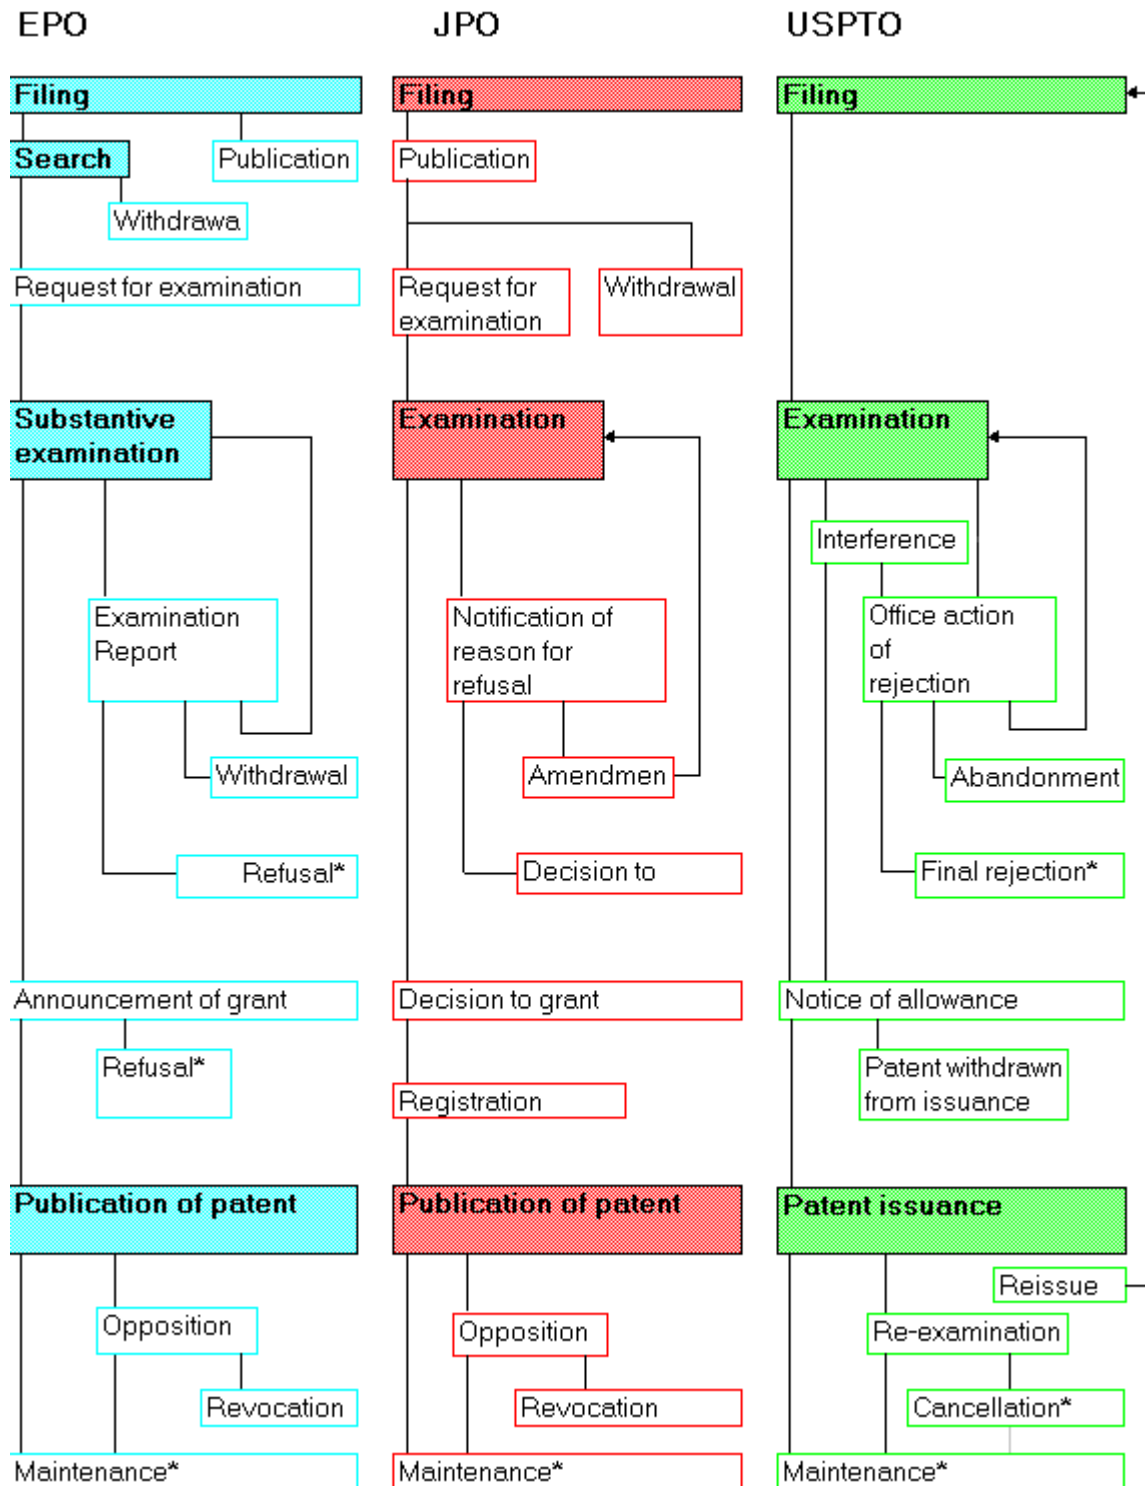 EPO
Filing
Search
Publication
Withdrawa
Request for examination
Substantive
examination
Examination
Report
Withdrawal
Refusal*
Announcement of grant
Refusal*
Publication of patent
Opposition
Revocation
Maintenance*
JPO
Filing
Publication
Request for
examination
Withdrawal
Examination
Notification of
reason for
refusal
Amendmen
Decision to
Decision to grant
Registration
Publication of patent
Opposition
Revocation
Maintenance*
USPTO
Filing
Examination
Interference
Office action
of
rejection
Abandonment
Final rejection*
Notice of allowance
Patent withdrawn
from issuance
Patent issuance
Reissue
Re-examination
Cancellation*
Maintenance*